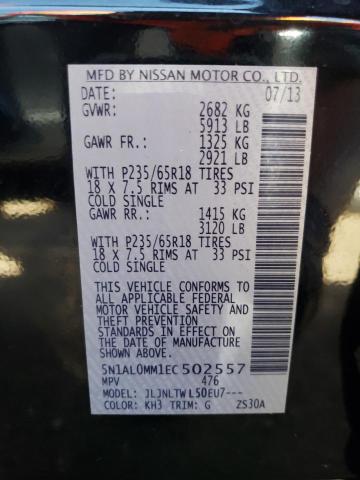 MFD BY NISSAN MOTOR CO., LTD.
DATE: 07/13
GVWR: 2682 KG
5913 LB
GAWR FR.: 1325 KG
2921 LB
WITH P235/65R18 TIRES
18 X 7.5 RIMS AT 33 PSI
COLD SINGLE
GAWR RR.: 1415 KG
3120 LB
WITH P235/65R18 TIRES
18 X 7.5 RIMS AT 33 PSI
COLD SINGLE
THIS VEHICLE CONFORMS TO
ALL APPLICABLE FEDERAL
MOTOR VEHICLE SAFETY AND
THEFT PREVENTION
STANDARDS IN EFFECT ON
THE DATE OF MANUFACTURE
SHOWN ABOVE.
5N1AL0MM1EC502557
MPV 476
MODEL: JLJNLTWL50EU7---
COLOR: KH3 TRIM: G ZS30A